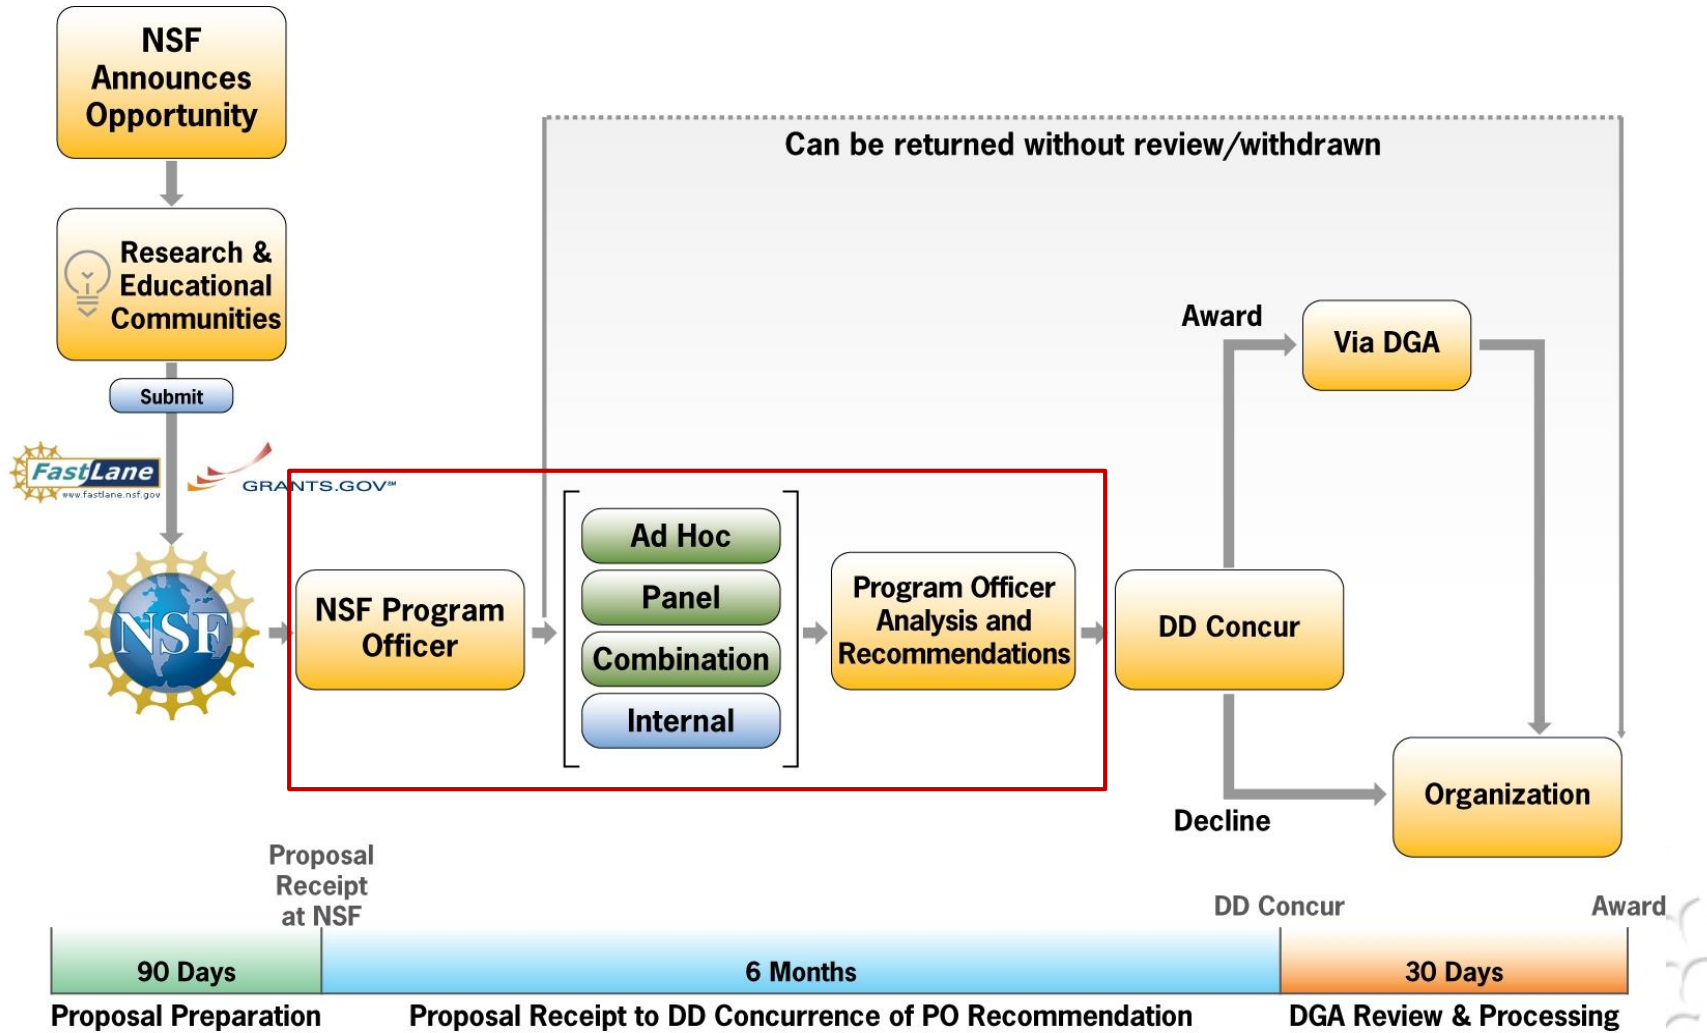 NSF
Announces
Opportunity
Can be returned without review/withdrawn
Research &
Educational
Communities
Submit
FastLane
www.fastlane.nsf.gov
GRANTS.GOV℠
NSF
NSF Program
Officer
Ad Hoc
Panel
Combination
Internal
Program Officer
Analysis and
Recommendations
DD Concur
Award
Via DGA
Decline
Organization
Proposal
Receipt
at NSF
DD Concur
Award
90 Days
6 Months
30 Days
Proposal Preparation
Proposal Receipt to DD Concurrence of PO Recommendation
DGA Review & Processing